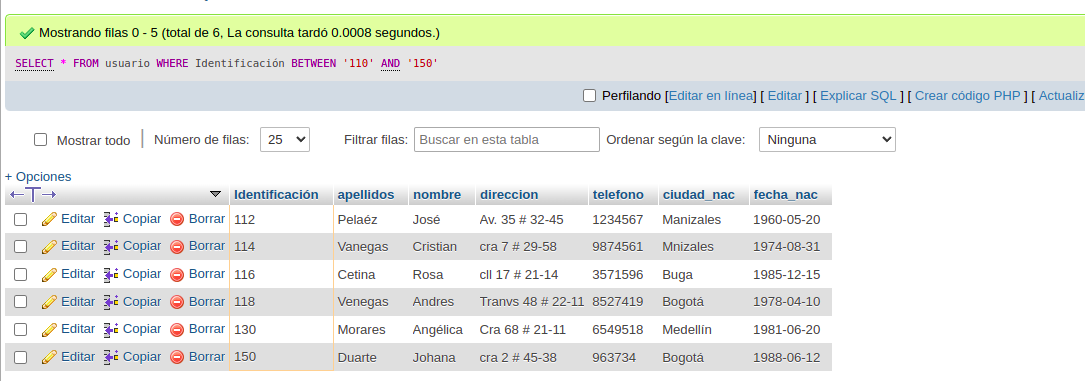 Mostrando filas 0 - 5 (total de 6, La consulta tardó 0.0008 segundos.)
SELECT * FROM usuario WHERE Identificación BETWEEN '110' AND '150'
Perfilando [Editar en línea] [ Editar ] [ Explicar SQL ] [ Crear código PHP ] [ Actualiz
Mostrar todo | Número de filas: 25 Filtrar filas: Buscar en esta tabla Ordenar según la clave: Ninguna
+ Opciones
←T→ Identificación apellidos nombre direccion telefono ciudad_nac fecha_nac
Editar Copiar Borrar 112 Pelaéz José Av. 35 # 32-45 1234567 Manizales 1960-05-20
Editar Copiar Borrar 114 Vanegas Cristian cra 7 # 29-58 9874561 Mnizales 1974-08-31
Editar Copiar Borrar 116 Cetina Rosa cll 17 # 21-14 3571596 Buga 1985-12-15
Editar Copiar Borrar 118 Venegas Andres Tranvs 48 # 22-11 8527419 Bogotá 1978-04-10
Editar Copiar Borrar 130 Morares Angélica Cra 68 # 21-11 6549518 Medellín 1981-06-20
Editar Copiar Borrar 150 Duarte Johana cra 2 # 45-38 963734 Bogotá 1988-06-12